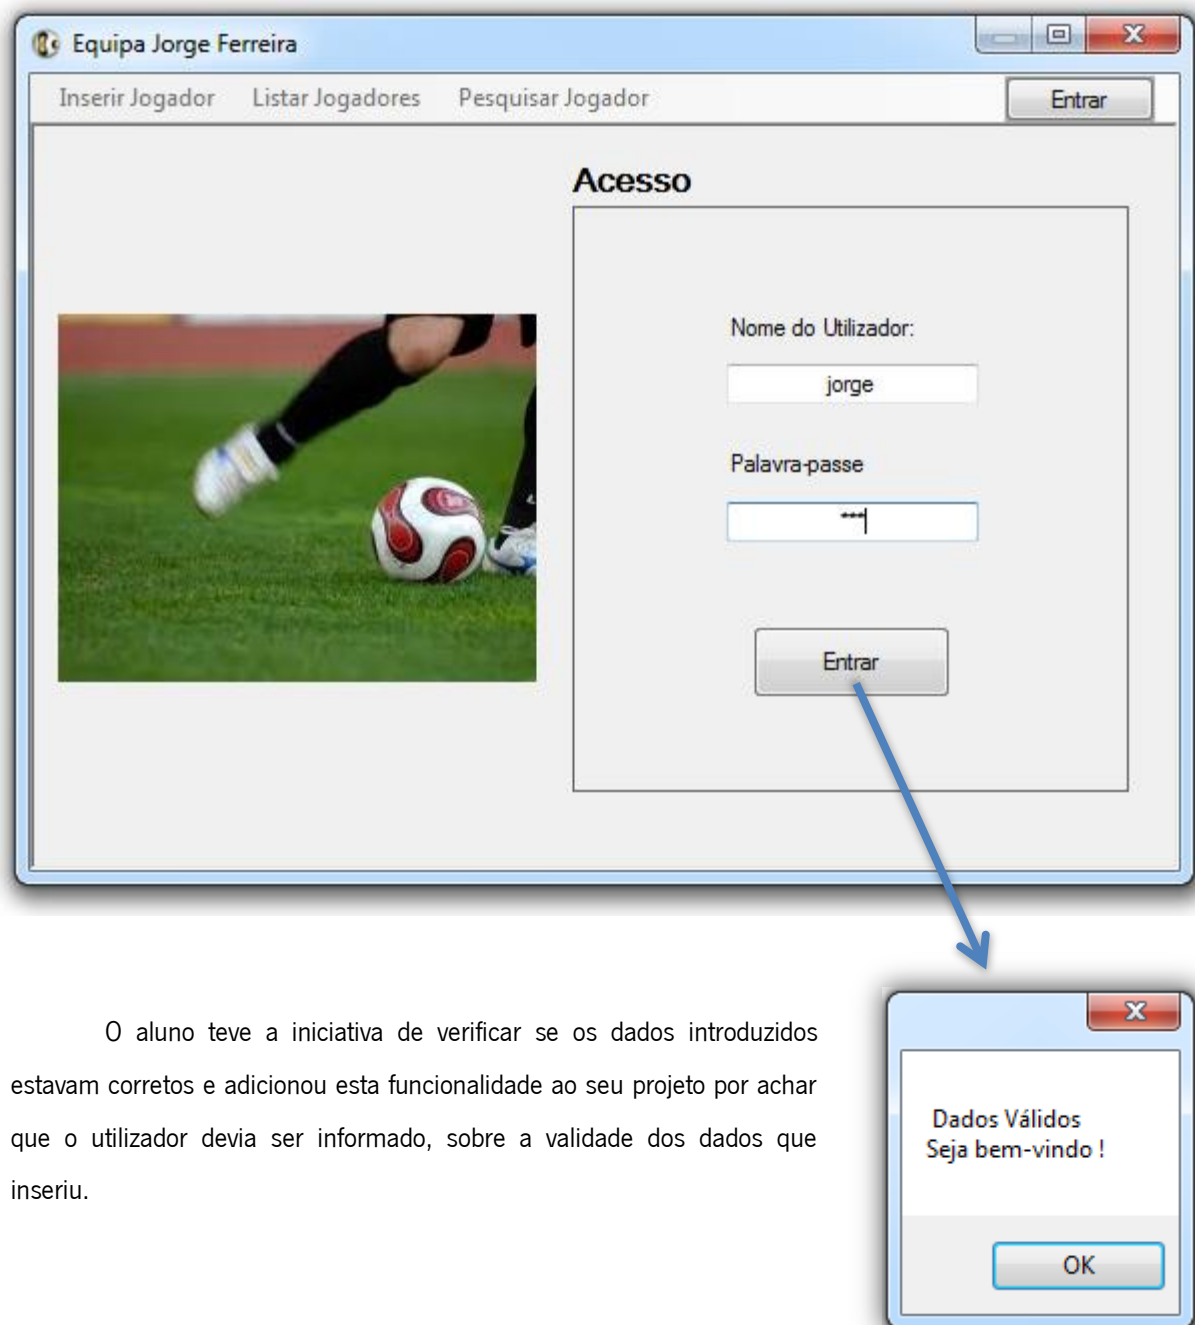 Equipa Jorge Ferreira
Inserir Jogador Listar Jogadores Pesquisar Jogador Entrar
Acesso
Nome do Utilizador:
jorge
Palavra-passe
***
Entrar
O aluno teve a iniciativa de verificar se os dados introduzidos
estavam corretos e adicionou esta funcionalidade ao seu projeto por achar
que o utilizador devia ser informado, sobre a validade dos dados que
inseriu.
Dados Válidos
Seja bem-vindo !
OK